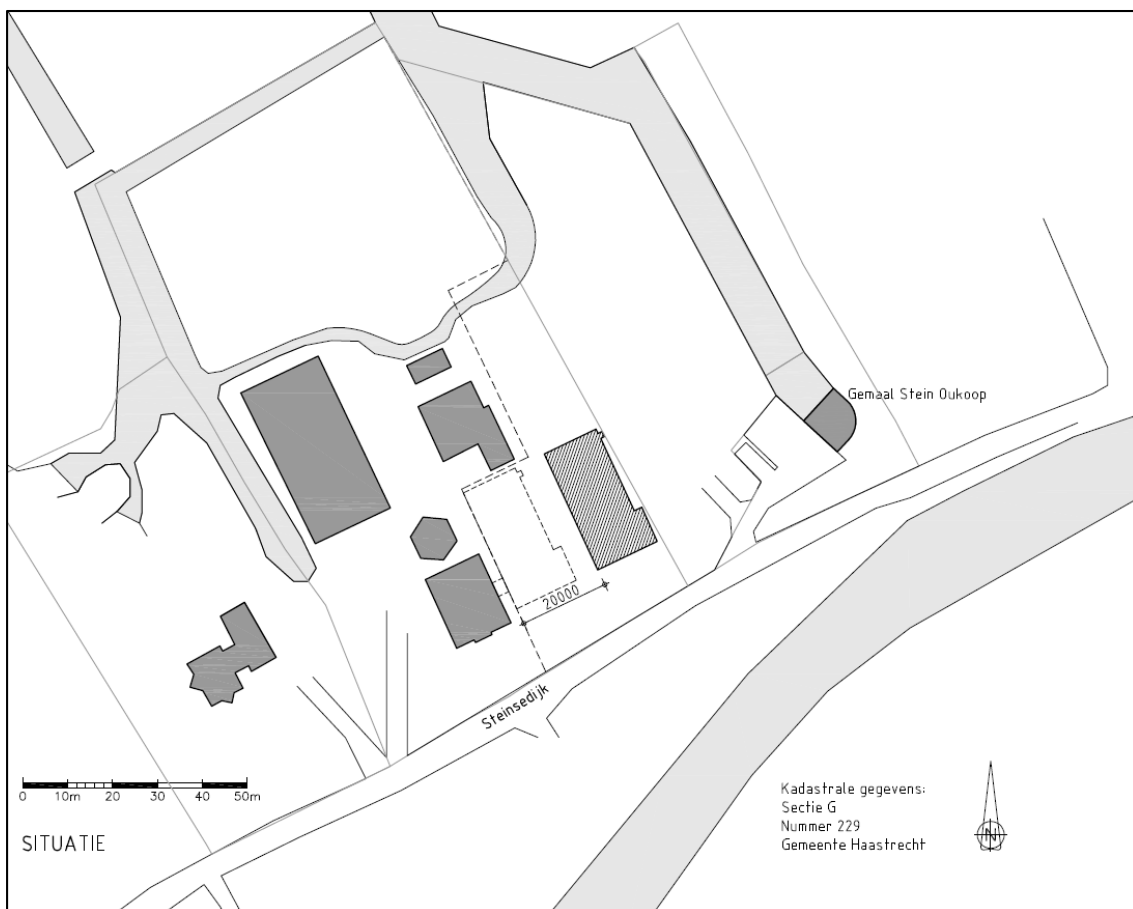 Gemaal Stein Oukoop
20000
Steinsedijk
0 10m 20 30 40 50m
SITUATIE
Kadastrale gegevens:
Sectie G
Nummer 229
Gemeente Haastrecht
N